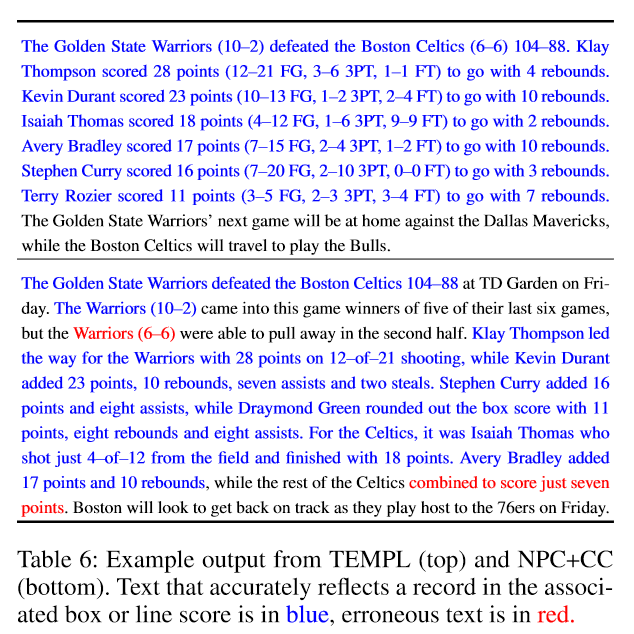 The Golden State Warriors (10–2) defeated the Boston Celtics (6–6) 104–88. Klay
Thompson scored 28 points (12–21 FG, 3–6 3PT, 1–1 FT) to go with 4 rebounds.
Kevin Durant scored 23 points (10–13 FG, 1–2 3PT, 2–4 FT) to go with 10 rebounds.
Isaiah Thomas scored 18 points (4–12 FG, 1–6 3PT, 9–9 FT) to go with 2 rebounds.
Avery Bradley scored 17 points (7–15 FG, 2–4 3PT, 1–2 FT) to go with 10 rebounds.
Stephen Curry scored 16 points (7–20 FG, 2–10 3PT, 0–0 FT) to go with 3 rebounds.
Terry Rozier scored 11 points (3–5 FG, 2–3 3PT, 3–4 FT) to go with 7 rebounds.
The Golden State Warriors' next game will be at home against the Dallas Mavericks,
while the Boston Celtics will travel to play the Bulls.
The Golden State Warriors defeated the Boston Celtics 104–88 at TD Garden on Fri-
day. The Warriors (10–2) came into this game winners of five of their last six games,
but the Warriors (6–6) were able to pull away in the second half. Klay Thompson led
the way for the Warriors with 28 points on 12–of–21 shooting, while Kevin Durant
added 23 points, 10 rebounds, seven assists and two steals. Stephen Curry added 16
points and eight assists, while Draymond Green rounded out the box score with 11
points, eight rebounds and eight assists. For the Celtics, it was Isaiah Thomas who
shot just 4–of–12 from the field and finished with 18 points. Avery Bradley added
17 points and 10 rebounds, while the rest of the Celtics combined to score just seven
points. Boston will look to get back on track as they play host to the 76ers on Friday.
Table 6: Example output from TEMPL (top) and NPC+CC
(bottom). Text that accurately reflects a record in the associ-
ated box or line score is in blue, erroneous text is in red.